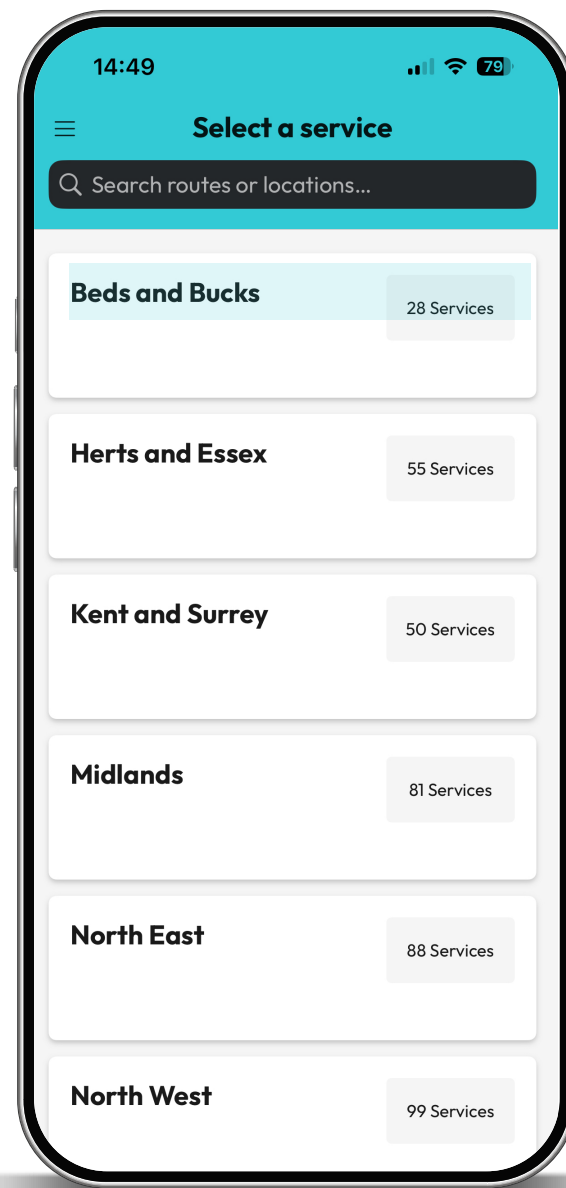 14:49
79
Select a service
Search routes or locations...
Beds and Bucks
28 Services
Herts and Essex
55 Services
Kent and Surrey
50 Services
Midlands
81 Services
North East
88 Services
North West
99 Services